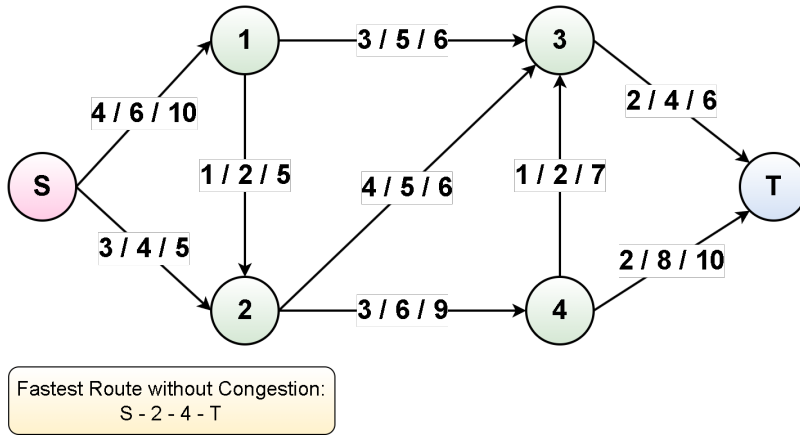 1
3 / 5 / 6
3
4 / 6 / 10
2 / 4 / 6
S
1 / 2 / 5
4 / 5 / 6
1 / 2 / 7
T
3 / 4 / 5
2 / 8 / 10
2
3 / 6 / 9
4
Fastest Route without Congestion:
S - 2 - 4 - T